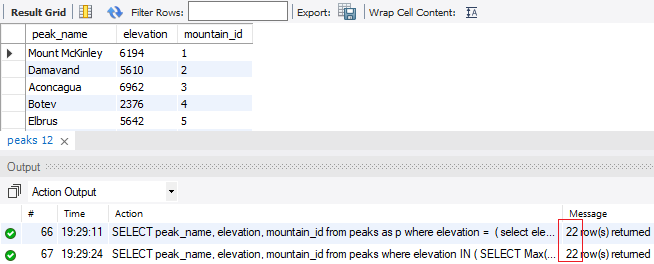 Result Grid Filter Rows: Export: Wrap Cell Content: IA
peak_name elevation mountain_id
Mount McKinley 6194 1
Damavand 5610 2
Aconcagua 6962 3
Botev 2376 4
Elbrus 5642 5
peaks 12 ×
Output
Action Output
# Time Action Message
66 19:29:11 SELECT peak_name, elevation, mountain_id from peaks as p where elevation = ( select ele... 22 row(s) returned
67 19:29:24 SELECT peak_name, elevation, mountain_id from peaks where elevation IN ( SELECT Max(... 22 row(s) returned